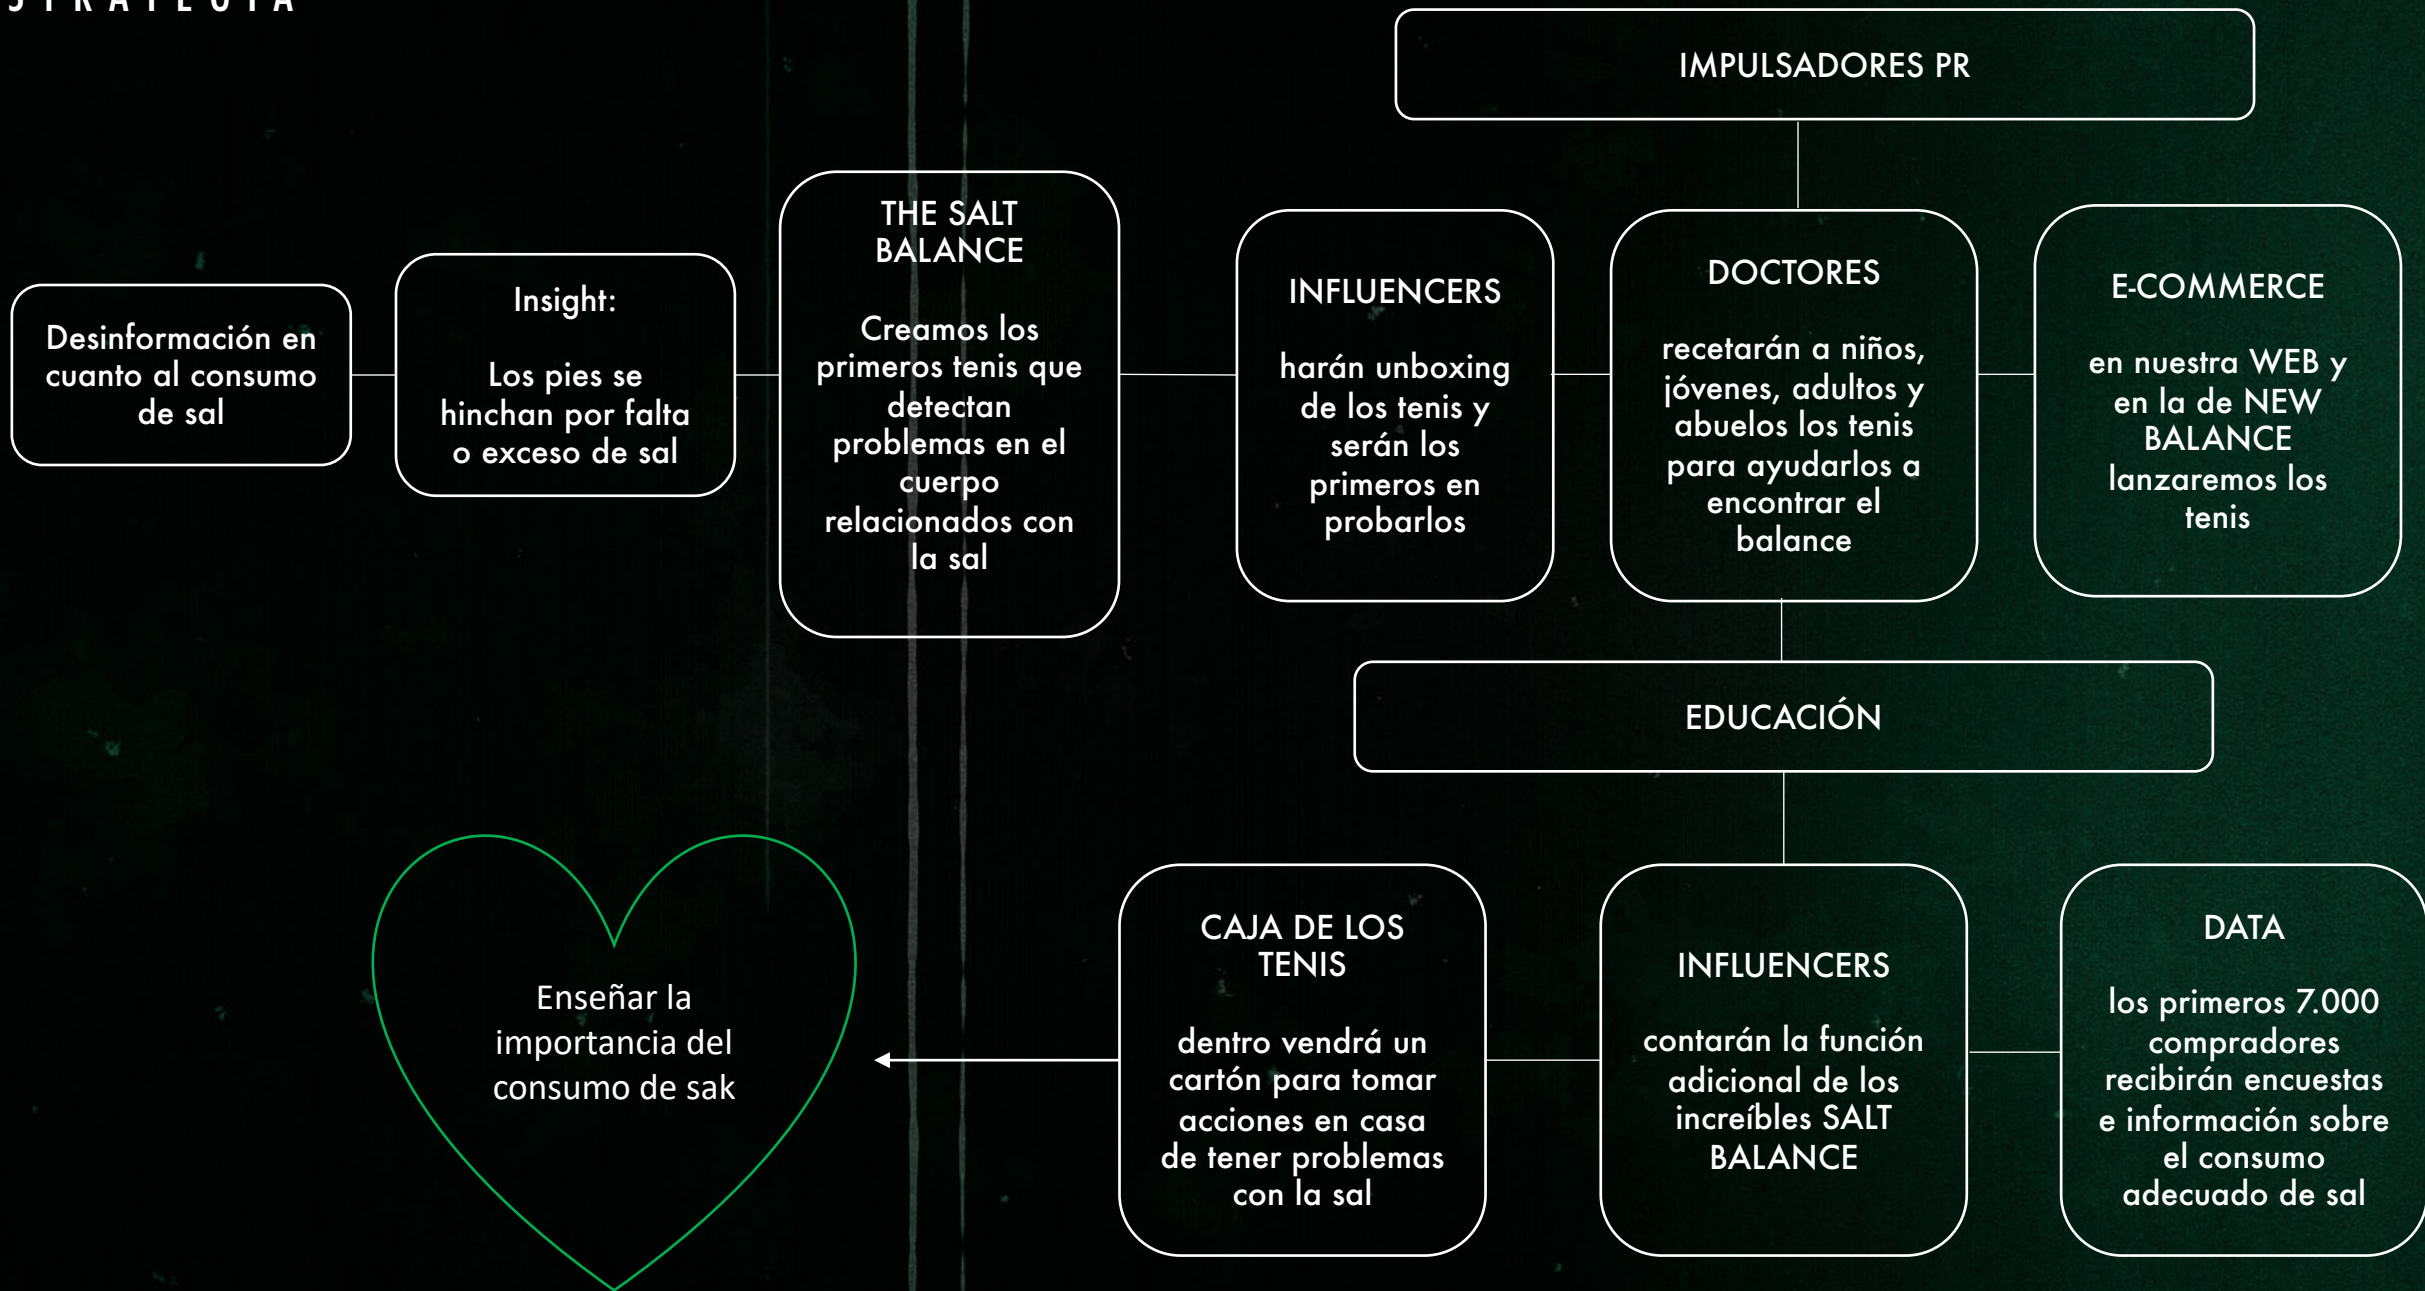 IMPULSADORES PR
Desinformación en
cuanto al consumo
de sal
Insight:
Los pies se
hinchan por falta
o exceso de sal
THE SALT
BALANCE
Creamos los
primeros tenis que
detectan
problemas en el
cuerpo
relacionados con
la sal
INFLUENCERS
harán unboxing
de los tenis y
serán los
primeros en
probarlos
DOCTORES
recetarán a niños,
jóvenes, adultos y
abuelos los tenis
para ayudarlos a
encontrar el
balance
E-COMMERCE
en nuestra WEB y
en la de NEW
BALANCE
lanzaremos los
tenis
EDUCACIÓN
Enseñar la
importancia del
consumo de sak
CAJA DE LOS
TENIS
dentro vendrá un
cartón para tomar
acciones en casa
de tener problemas
con la sal
INFLUENCERS
contarán la función
adicional de los
increíbles SALT
BALANCE
DATA
los primeros 7.000
compradores
recibirán encuestas
e información sobre
el consumo
adecuado de sal